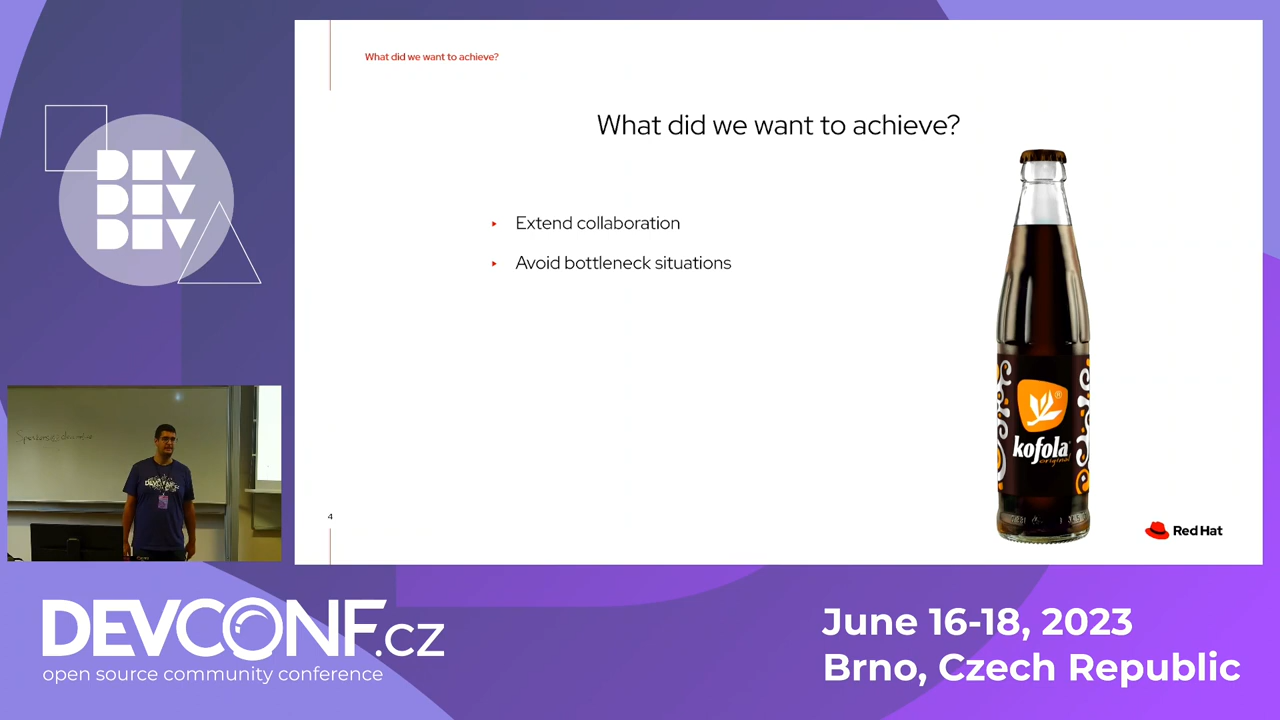 What did we want to achieve?
What did we want to achieve?
Extend collaboration
Avoid bottleneck situations
kofola
original
4
Red Hat
DEV
DEV
DEV
DEVCONF.cz
open source community conference
June 16-18, 2023
Brno, Czech Republic